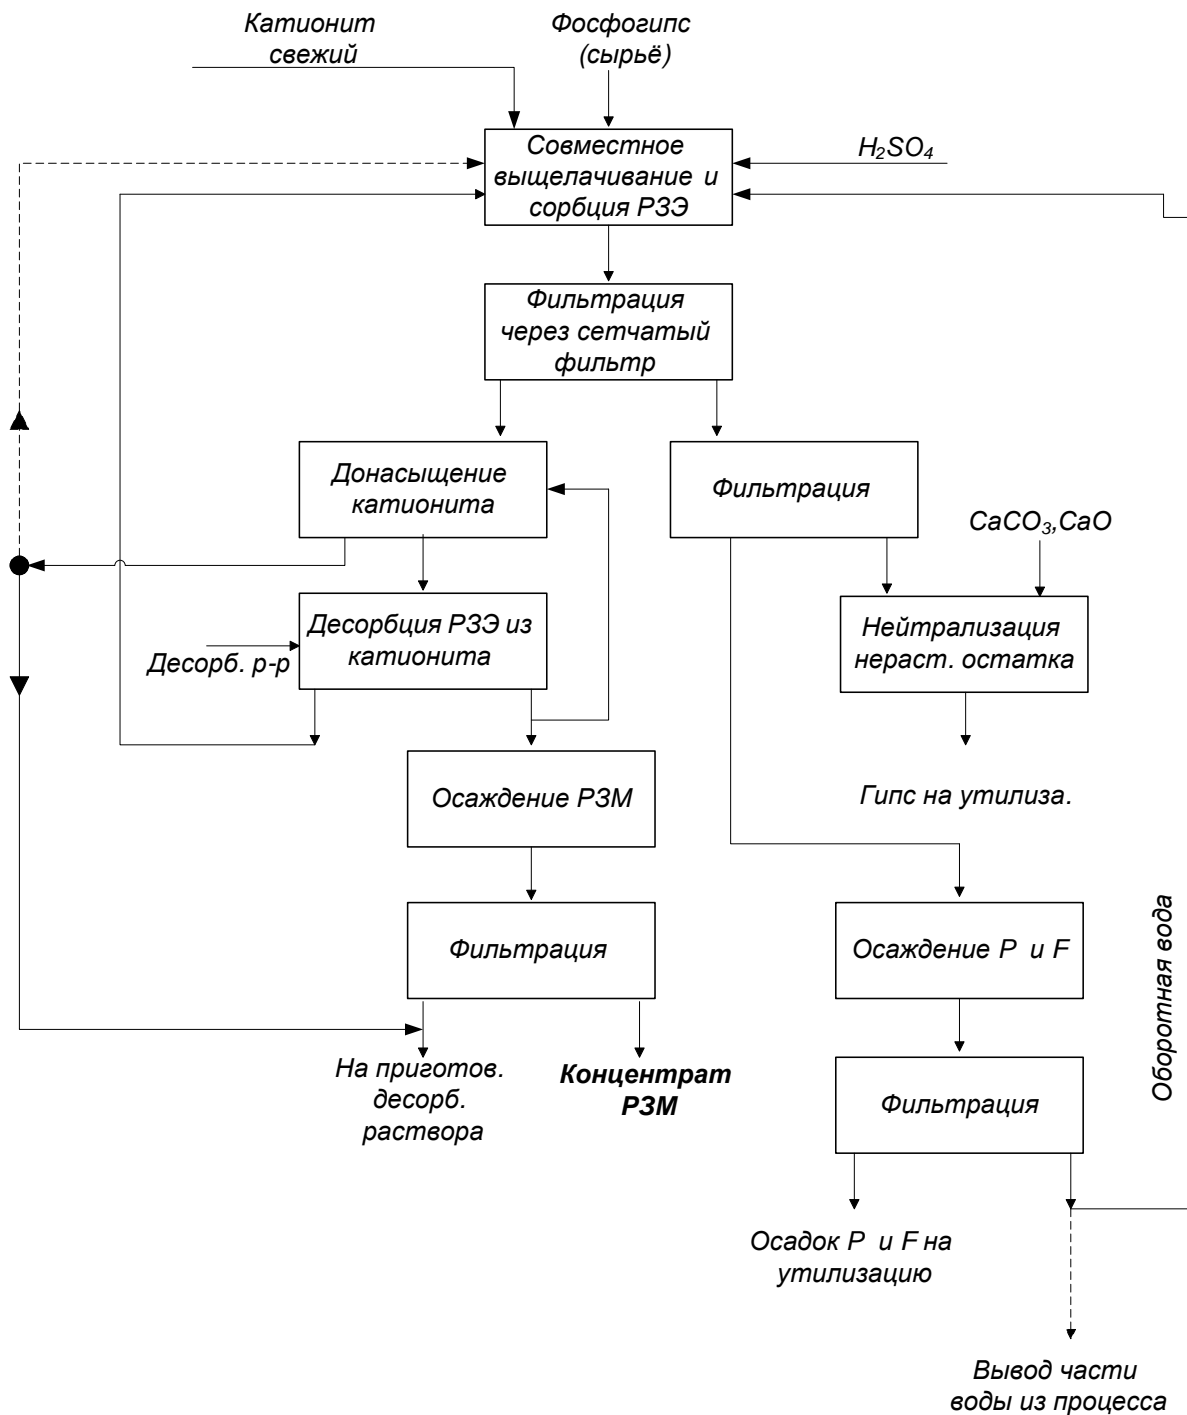 Катионит
свежий
Фосфогипс
(сырьё)
Совместное
выщелачивание и
сорбция РЗЭ
H₂SO₄
Фильтрация
через сетчатый
фильтр
Донасыщение
катионита
Фильтрация
CaCO₃,CaO
Десорбция РЗЭ из
катионита
Десорб. р-р
Нейтрализация
нераст. остатка
Осаждение РЗМ
Гипс на утилиза.
Фильтрация
Осаждение P и F
Оборотная вода
На приготов.
десорб.
раствора
Концентрат
РЗМ
Фильтрация
Осадок P и F на
утилизацию
Вывод части
воды из процесса